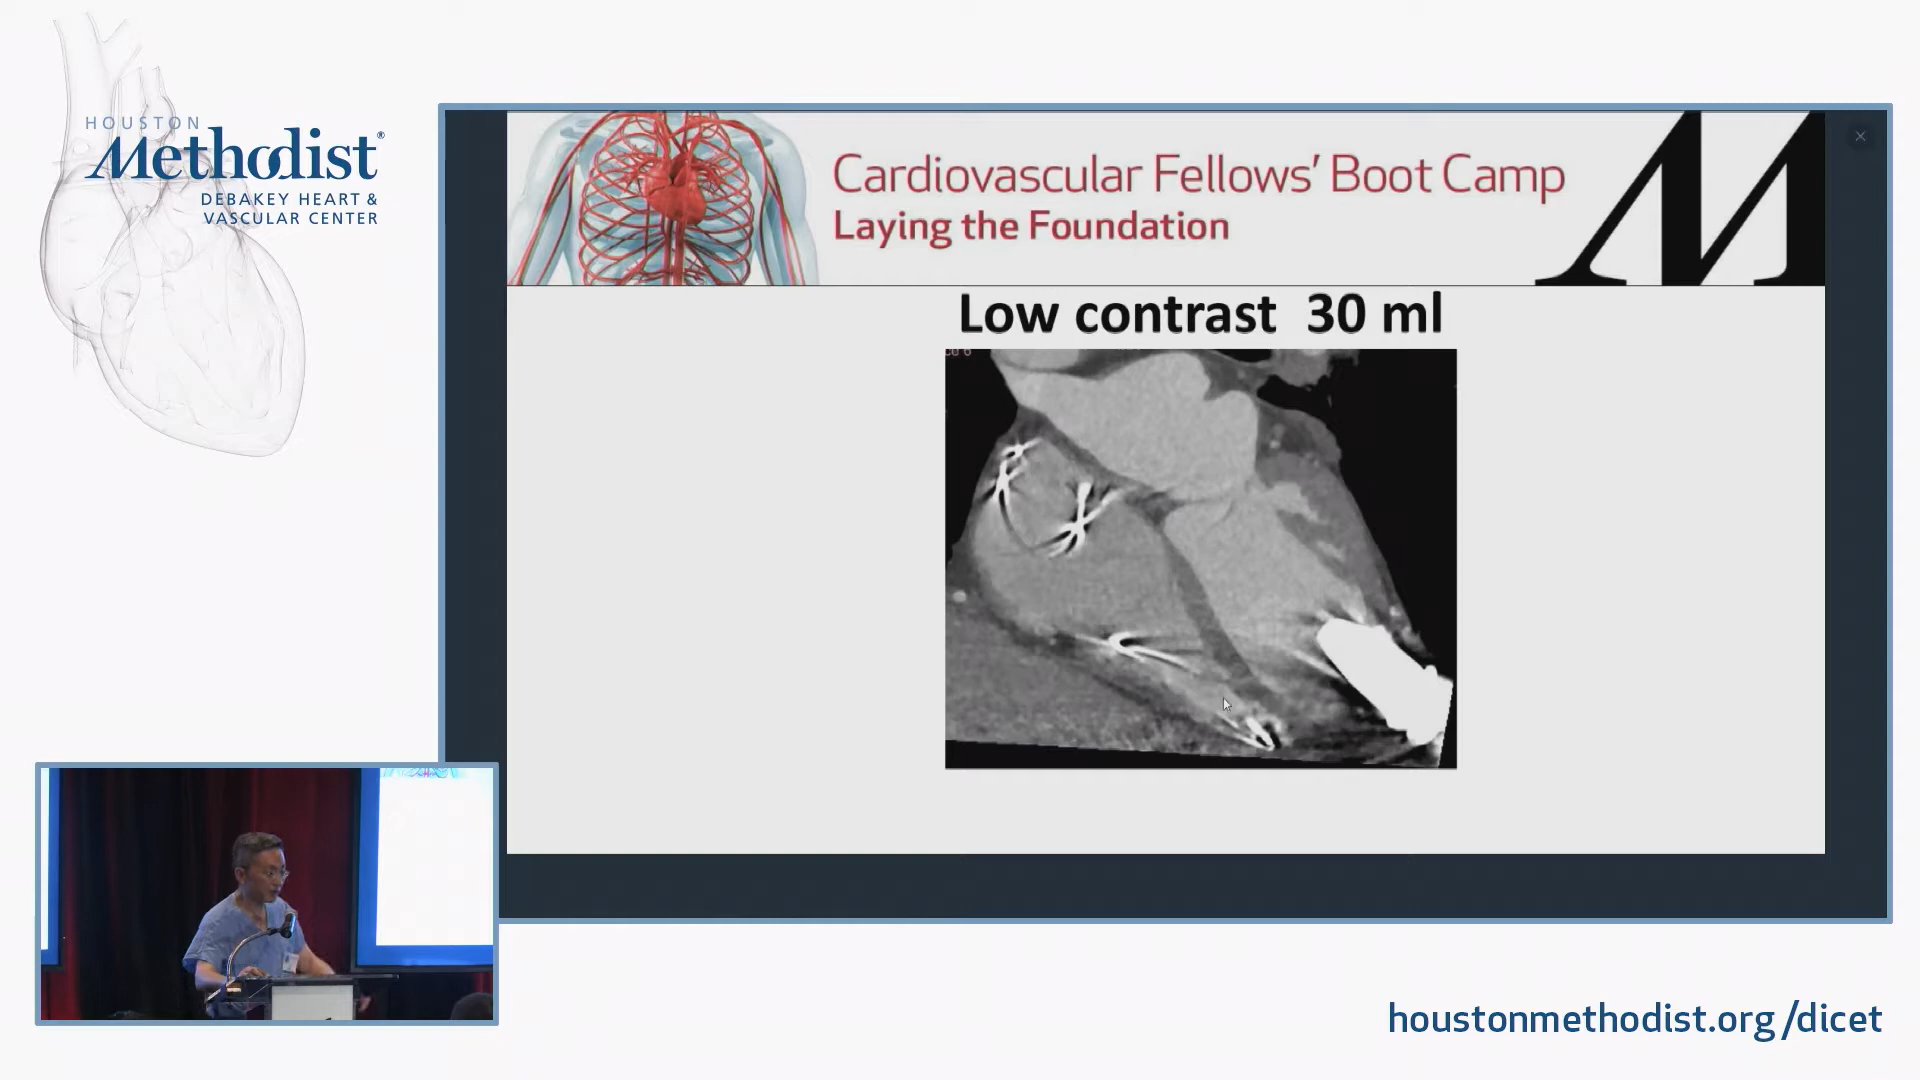 HOUSTON
Methodist®
DEBAKEY HEART &
VASCULAR CENTER
Cardiovascular Fellows' Boot Camp
Laying the Foundation
M
Low contrast 30 ml
houstonmethodist.org/dicet